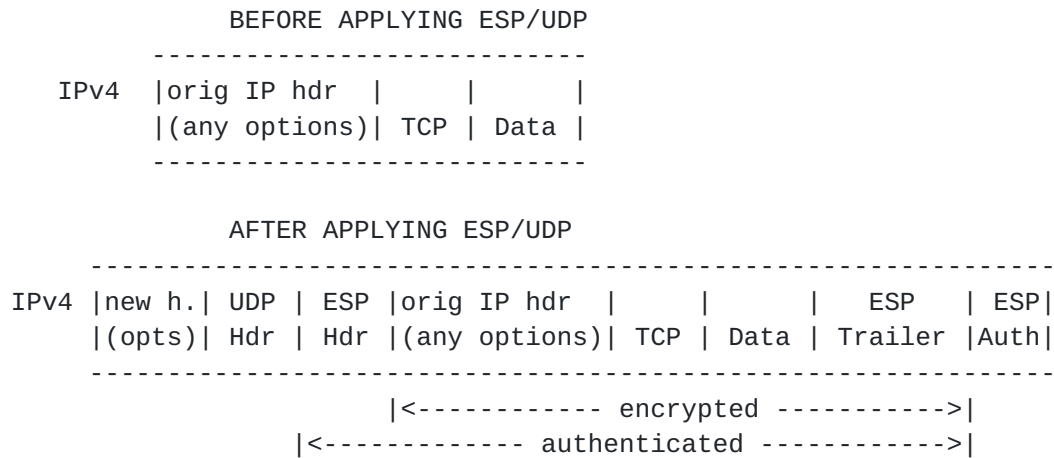 BEFORE APPLYING ESP/UDP
----------------------------
IPv4  |orig IP hdr  |     |      |
|(any options)| TCP | Data |
----------------------------
AFTER APPLYING ESP/UDP
--------------------------------------------------------------
IPv4 |new h.| UDP | ESP |orig IP hdr  |     |      |   ESP   | ESP|
|(opts)| Hdr | Hdr |(any options)| TCP | Data | Trailer |Auth|
--------------------------------------------------------------
|<------------ encrypted ----------->|
|<------------- authenticated ------------>|